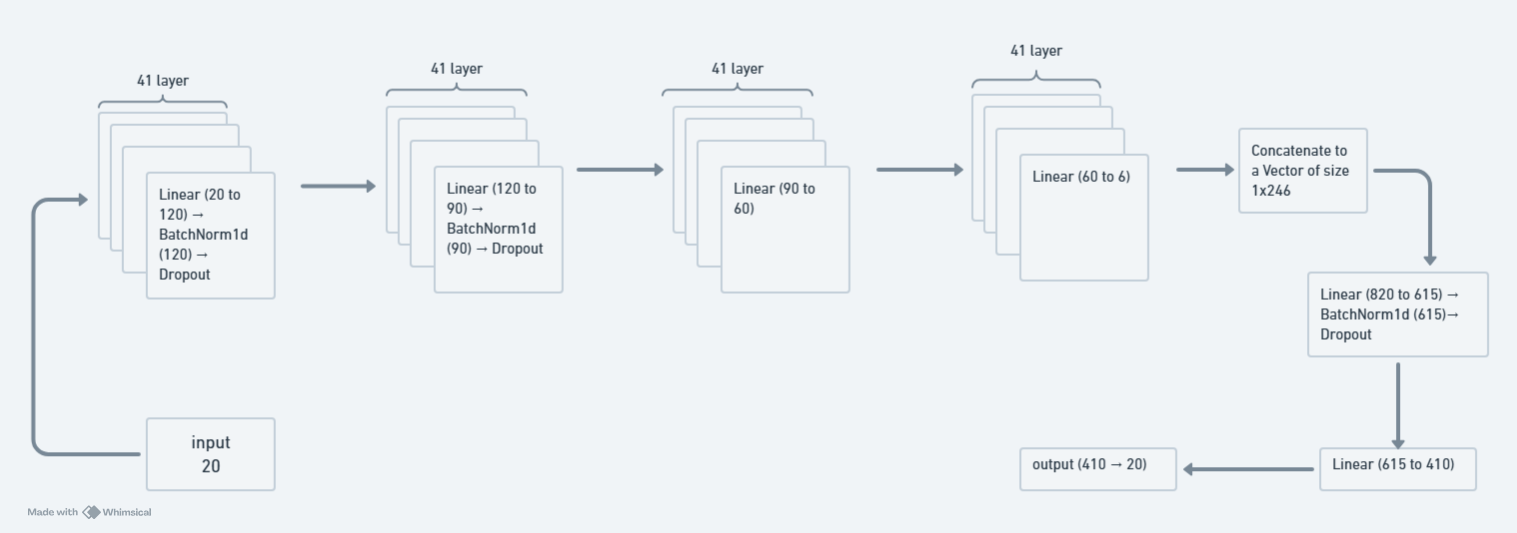 41 layer
Linear (20 to
120) →
BatchNorm1d
(120) →
Dropout
41 layer
Linear (120 to
90) →
BatchNorm1d
(90) → Dropout
41 layer
Linear (90 to
60)
41 layer
Linear (60 to 6)
Concatenate to
a Vector of size
1x246
Linear (820 to 615) →
BatchNorm1d (615)→
Dropout
Linear (615 to 410)
output (410 → 20)
input
20
Made with Whimsical